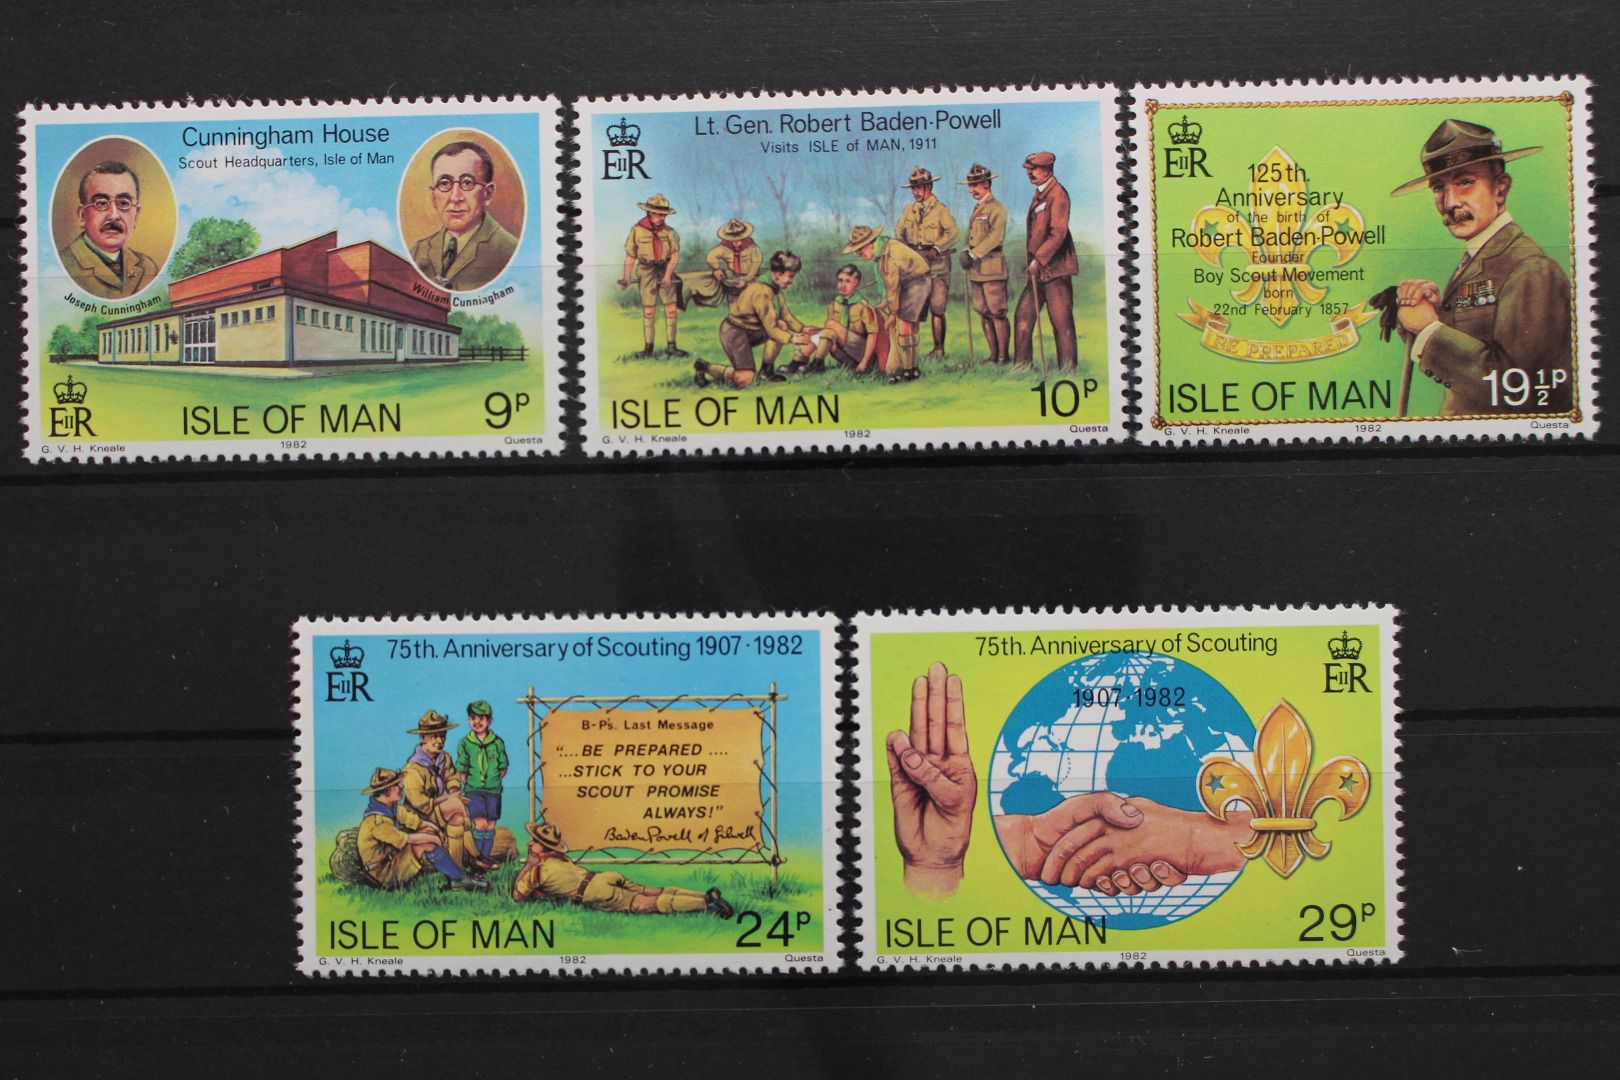 Cunningham House
Scout Headquarters, Isle of Man
Joseph Cunningham
William Cunningham
EIIR
ISLE OF MAN
9p
G. V. H. Kneale
1982
Questa
EIIR
Lt. Gen. Robert Baden-Powell
Visits ISLE of MAN, 1911
ISLE OF MAN
10p
G. V. H. Kneale
1982
Questa
EIIR
125th.
Anniversary
of the birth of
Robert Baden-Powell
Founder
Boy Scout Movement
born
22nd February 1857
BE PREPARED
ISLE OF MAN
19 1/2p
G. V. H. Kneale
1982
Questa
EIIR
75th. Anniversary of Scouting 1907·1982
B-P's. Last Message
"...BE PREPARED ....
...STICK TO YOUR
SCOUT PROMISE
ALWAYS!"
Baden Powell of Gilwell
ISLE OF MAN
24p
G. V. H. Kneale
1982
Questa
75th. Anniversary of Scouting
1907·1982
EIIR
ISLE OF MAN
29p
G. V. H. Kneale
1982
Questa